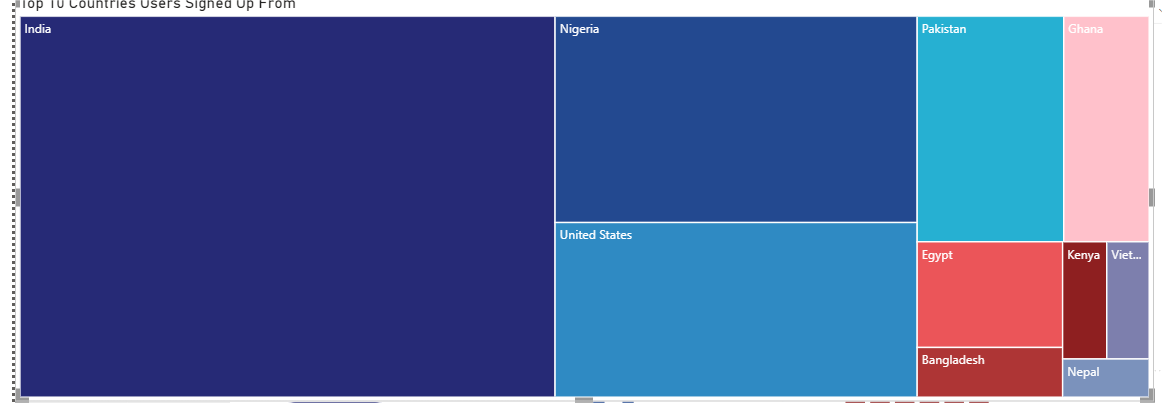 Top 10 Countries Users Signed Up From
India
Nigeria
Pakistan
Ghana
United States
Egypt
Kenya
Viet...
Bangladesh
Nepal